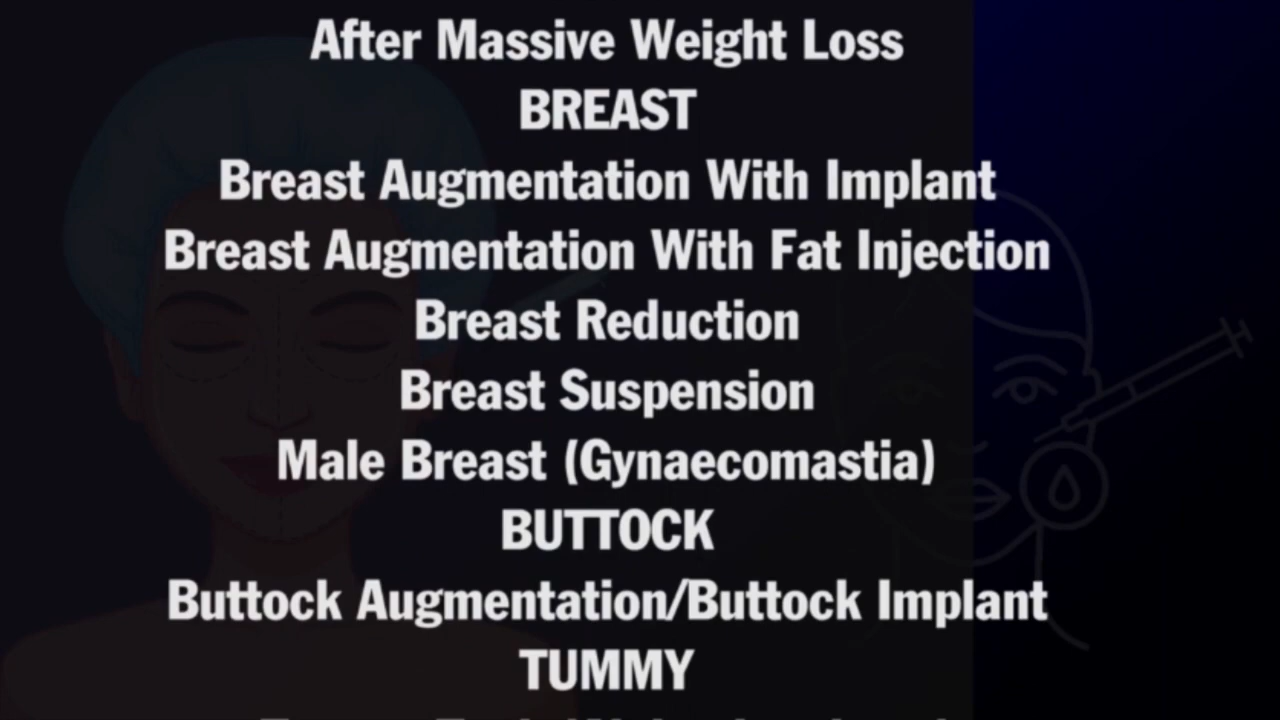 After Massive Weight Loss
BREAST
Breast Augmentation With Implant
Breast Augmentation With Fat Injection
Breast Reduction
Breast Suspension
Male Breast (Gynaecomastia)
BUTTOCK
Buttock Augmentation/Buttock Implant
TUMMY